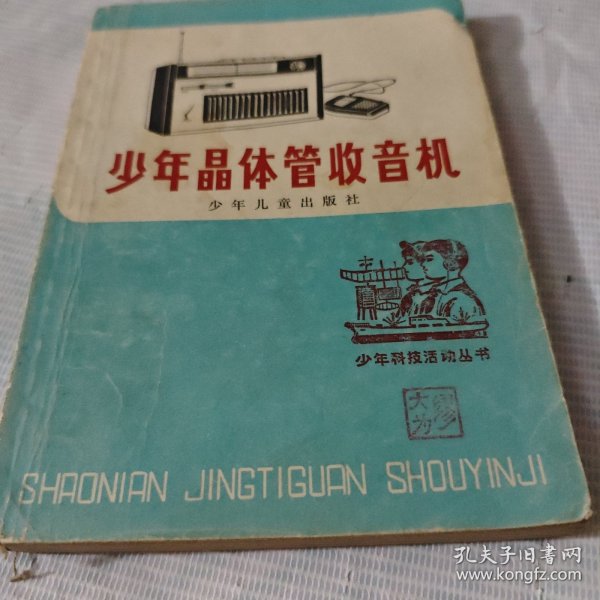 少年晶体管收音机
少年儿童出版社
少年科技活动丛书
SHAONIAN JINGTIGUAN SHOUYINJI
孔夫子旧书网
www.kongfz.com